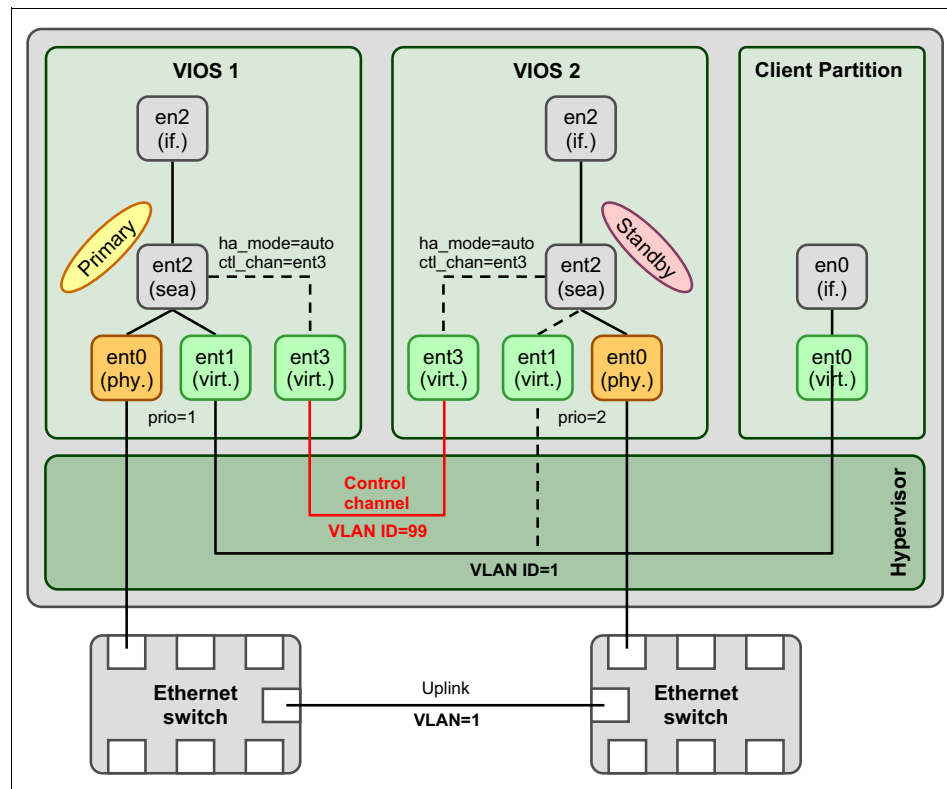 VIOS 1
VIOS 2
Client Partition
en2
(if.)
en2
(if.)
Primary
Standby
ha_mode=auto
ctl_chan=ent3
ha_mode=auto
ctl_chan=ent3
ent2
(sea)
ent2
(sea)
en0
(if.)
ent0
(phy.)
ent1
(virt.)
ent3
(virt.)
ent3
(virt.)
ent1
(virt.)
ent0
(phy.)
ent0
(virt.)
prio=1
prio=2
Control
channel
VLAN ID=99
VLAN ID=1
Hypervisor
Ethernet
switch
Uplink
VLAN=1
Ethernet
switch